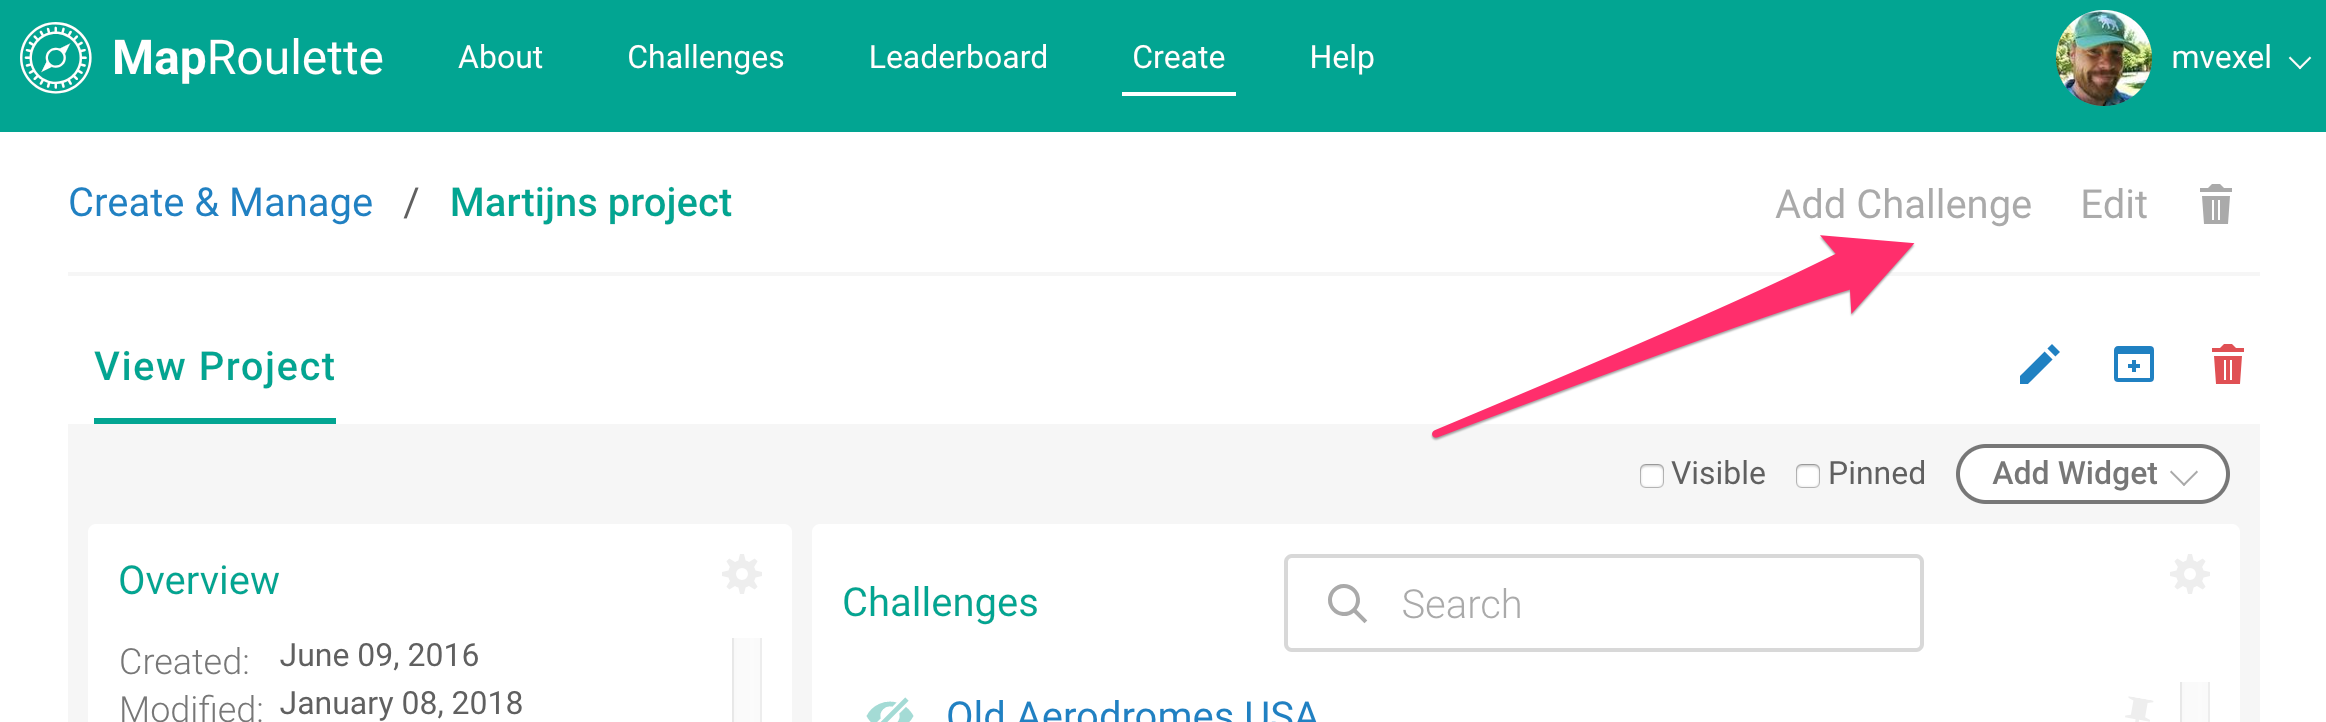 MapRoulette About Challenges Leaderboard Create Help mvexel
Create & Manage / Martijns project Add Challenge Edit
View Project
Visible Pinned Add Widget
Overview
Challenges Search
Created: June 09, 2016
Modified: January 08, 2018
Old Aerodromes USA